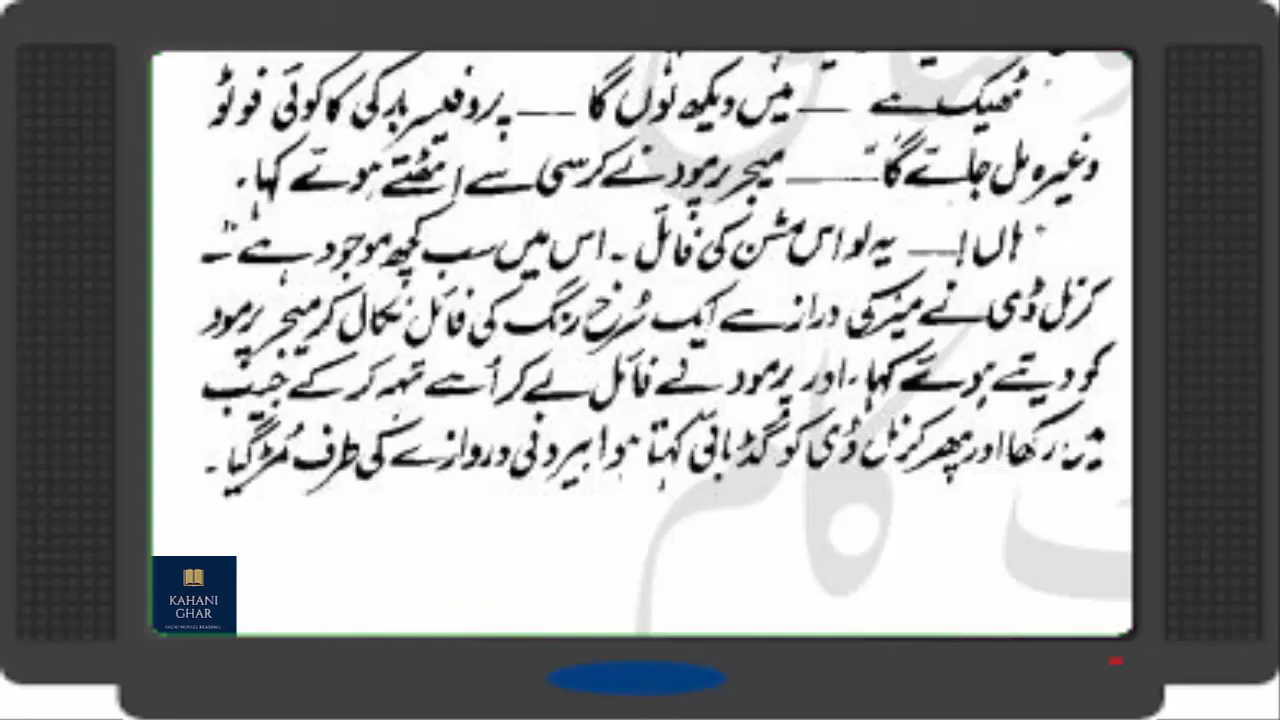 ٹھیک ہے —— میں دیکھ لوں گا —— پروفیسر بارکی کا کوئی فوٹو
وغیرہ مل جائے گا" —— میجر پرمود نے کرسی سے اٹھتے ہوئے کہا۔
"ہاں! —— یہ لو اس مشن کی فائل ۔ اس میں سب کچھ موجود ہے"۔
کرنل ڈی نے میز کی دراز سے ایک سُرخ رنگ کی فائل نکال کر میجر پرمود
کو دیتے ہوئے کہا۔ اور پرمود نے فائل لے کر اُسے تہہ کر کے جیب
میں رکھا اور پھر کرنل ڈی کو گڈ بائی کہتا ہوا بیرونی دروازے کی طرف مُڑ گیا۔
KAHANI
GHAR